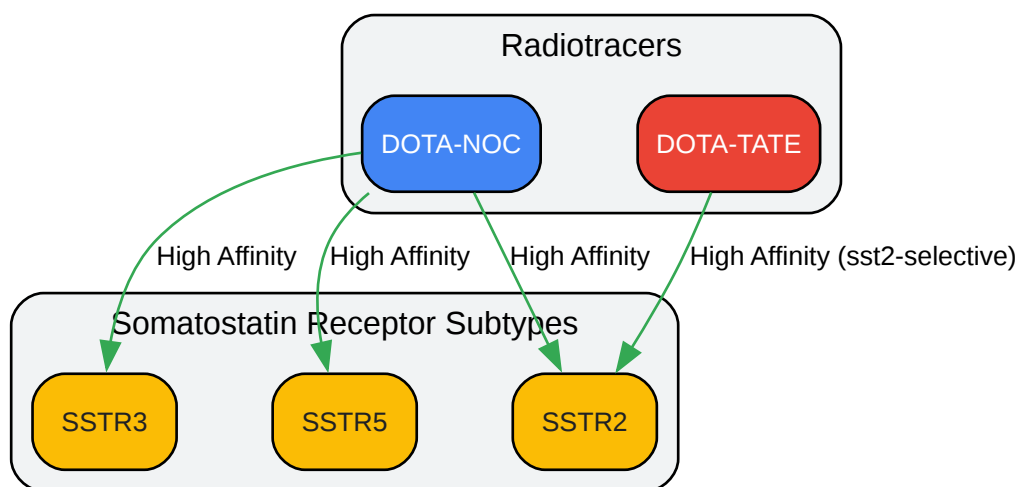 Radiotracers
DOTA-NOC
DOTA-TATE
High Affinity
High Affinity
High Affinity
High Affinity (sst2-selective)
Somatostatin Receptor Subtypes
SSTR3
SSTR5
SSTR2